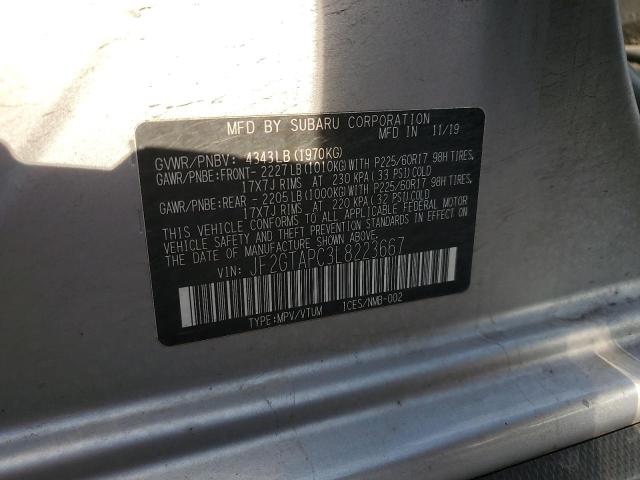 MFD BY SUBARU CORPORATION
MFD IN 11/19
GVWR/PNBV: 4343LB(1970KG)
GAWR/PNBE:FRONT-2227LB(1010KG)WITH P225/60R17 98H TIRES,
17X7J RIMS AT 230 KPA(33 PSI)COLD
GAWR/PNBE:REAR -2205LB(1000KG)WITH P225/60R17 98H TIRES,
17X7J RIMS AT 220 KPA(32 PSI)COLD
THIS VEHICLE CONFORMS TO ALL APPLICABLE FEDERAL MOTOR
VEHICLE SAFETY AND THEFT PREVENTION STANDARDS IN EFFECT
ON THE DATE OF MANUFACTURE SHOWN ABOVE.
VIN: JF2GTAPC3L8223667
TYPE:MPV/VTUM ICES/NMB-002